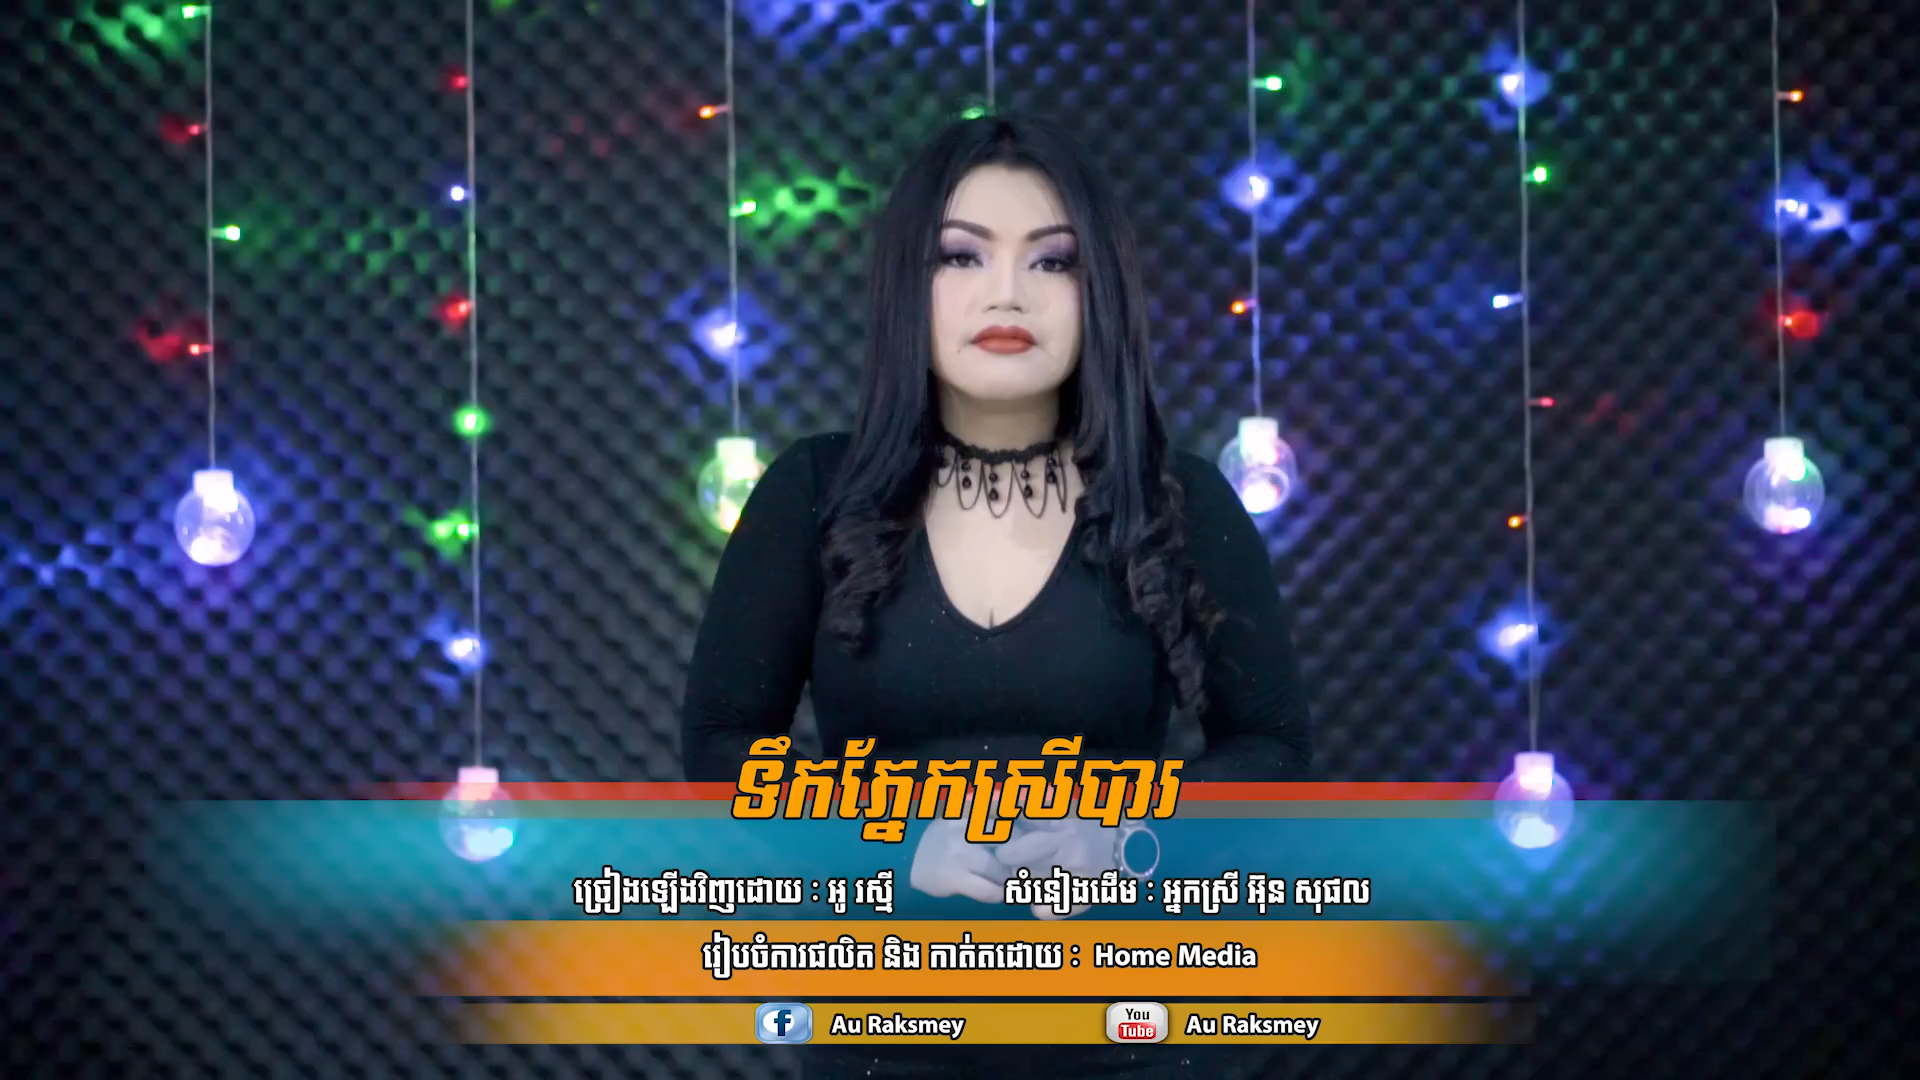 ទឹកភ្នែកស្រីបារ
ច្រៀងឡើងវិញដោយ : អូ រស្មី សំនៀងដើម : អ្នកស្រី អ៊ុន សុផល
រៀបចំការផលិត និង កាត់តដោយ : Home Media
f Au Raksmey You Tube Au Raksmey